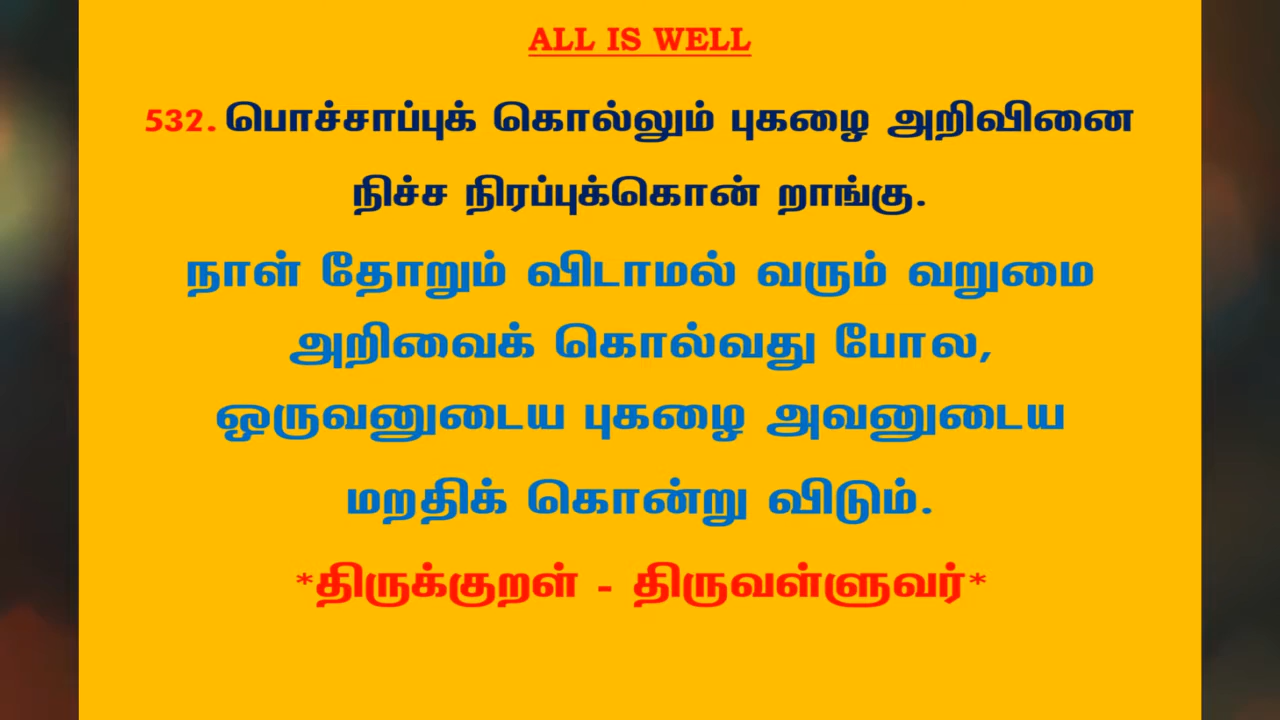 ALL IS WELL
532. பொச்சாப்புக் கொல்லும் புகழை அறிவினை
நிச்ச நிரப்புக்கொன் றாங்கு.
நாள் தோறும் விடாமல் வரும் வறுமை
அறிவைக் கொல்வது போல,
ஒருவனுடைய புகழை அவனுடைய
மறதிக் கொன்று விடும்.
*திருக்குறள் - திருவள்ளுவர்*